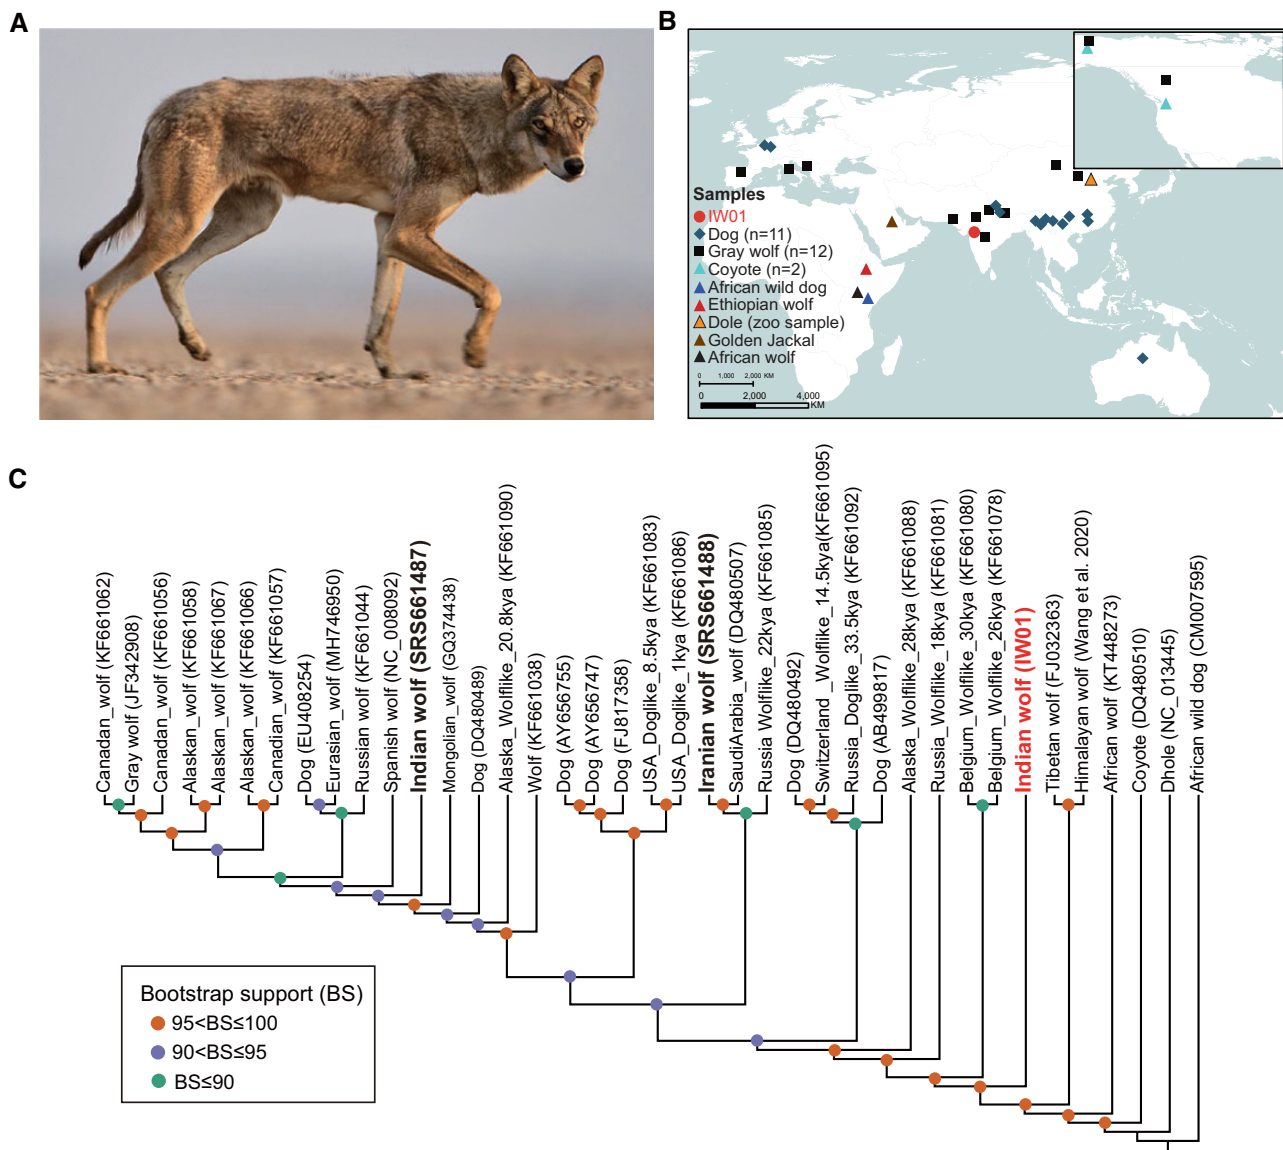 A
B
Samples
IW01
Dog (n=11)
Gray wolf (n=12)
Coyote (n=2)
African wild dog
Ethiopian wolf
Dole (zoo sample)
Golden Jackal
African wolf
0 1,000 2,000 KM
0 2,000 4,000
KM
C
Canadan_wolf (KF661062)
Gray wolf (JF342908)
Canadan_wolf (KF661056)
Alaskan_wolf (KF661058)
Alaskan_wolf (KF661067)
Alaskan_wolf (KF661066)
Canadian_wolf (KF661057)
Dog (EU408254)
Eurasian_wolf (MH746950)
Russian wolf (KF661044)
Spanish wolf (NC_008092)
Indian wolf (SRS661487)
Mongolian_wolf (GQ374438)
Dog (DQ480489)
Alaska_Wolflike_20.8kya (KF661090)
Wolf (KF661038)
Dog (AY656755)
Dog (AY656747)
Dog (FJ817358)
USA_Doglike_8.5kya (KF661083)
USA_Doglike_1kya (KF661086)
Iranian wolf (SRS661488)
SaudiArabia_wolf (DQ480507)
Russia Wolflike_22kya (KF661085)
Dog (DQ480492)
Switzerland _Wolflike_14.5kya(KF661095)
Russia_Doglike_33.5kya (KF661092)
Dog (AB499817)
Alaska_Wolflike_28kya (KF661088)
Russia_Wolflike_18kya (KF661081)
Belgium_Wolflike_30kya (KF661080)
Belgium_Wolflike_26kya (KF661078)
Indian wolf (IW01)
Tibetan wolf (FJ032363)
Himalayan wolf (Wang et al. 2020)
African wolf (KT448273)
Coyote (DQ480510)
Dhole (NC_013445)
African wild dog (CM007595)
Bootstrap support (BS)
95<BS≤100
90<BS≤95
BS≤90